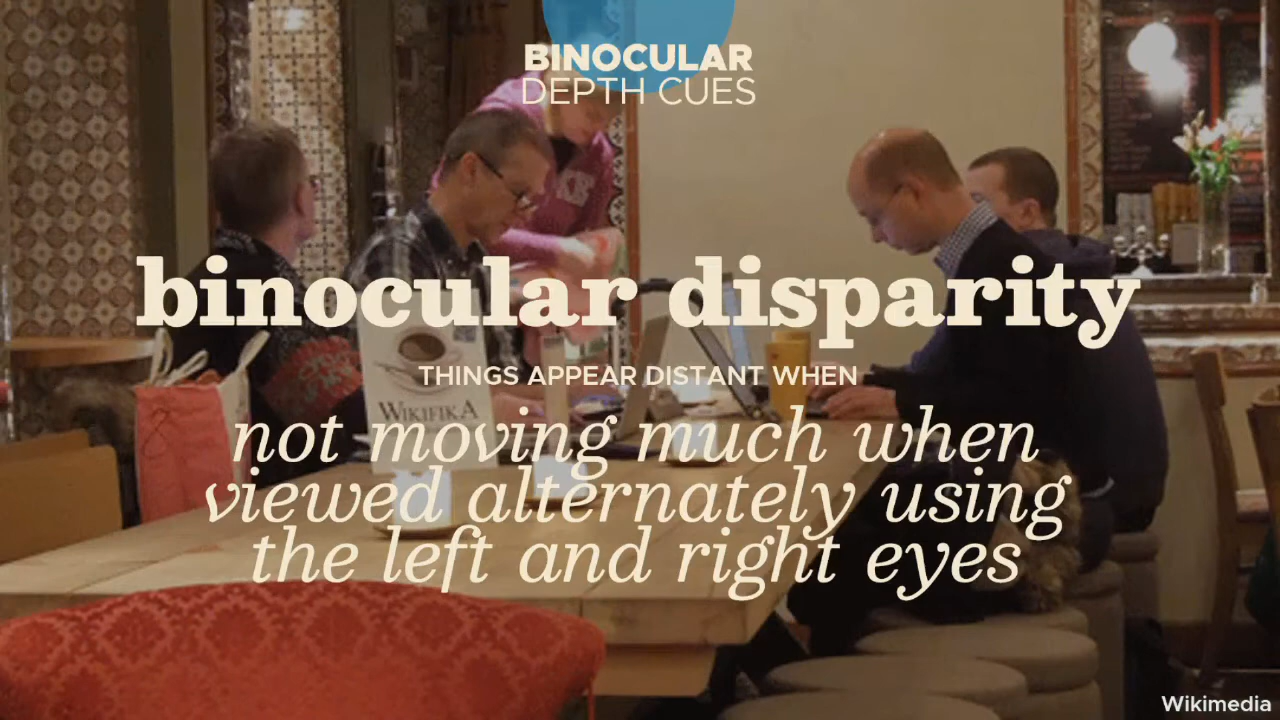 BINOCULAR
DEPTH CUES
binocular disparity
THINGS APPEAR DISTANT WHEN
WIKIFIKA
not moving much when
viewed alternately using
the left and right eyes
Wikimedia